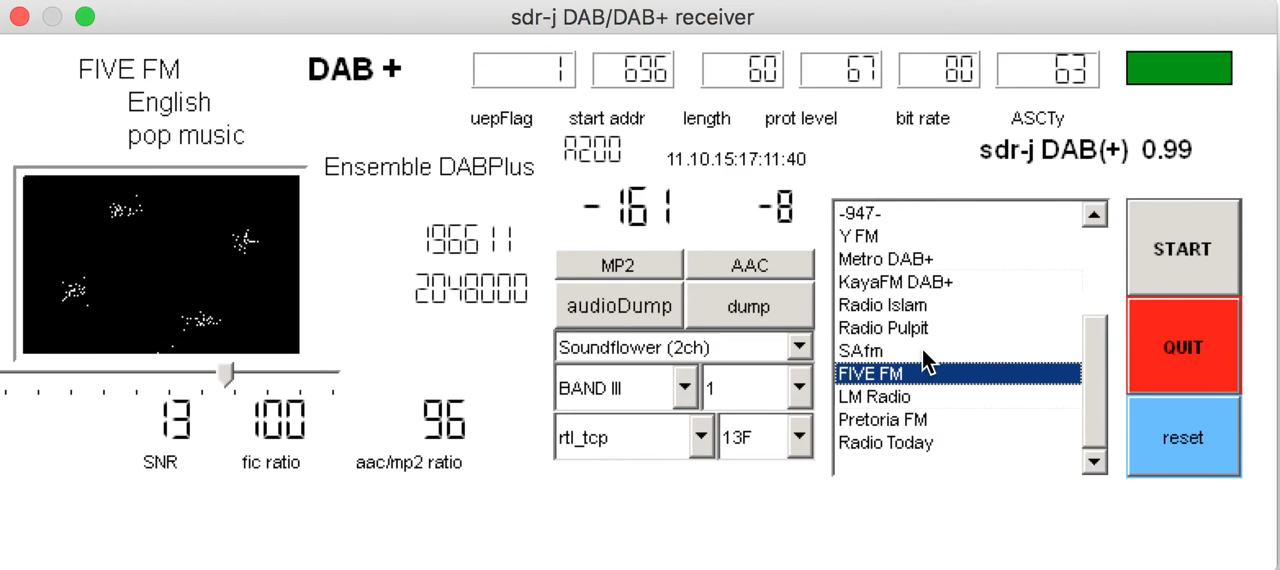 sdr-j DAB/DAB+ receiver
FIVE FM
DAB +
1
696
60
67
80
63
English
pop music
uepFlag
start addr
length
prot level
bit rate
ASCTy
Ensemble DABPlus
A200
11.10.15:17:11:40
sdr-j DAB(+) 0.99
-161
-8
196611
2048000
MP2
AAC
audioDump
dump
Soundflower (2ch)
BAND III
1
rtl_tcp
13F
-947-
Y FM
Metro DAB+
KayaFM DAB+
Radio Islam
Radio Pulpit
SAfm
FIVE FM
LM Radio
Pretoria FM
Radio Today
START
QUIT
reset
13
100
96
SNR
fic ratio
aac/mp2 ratio